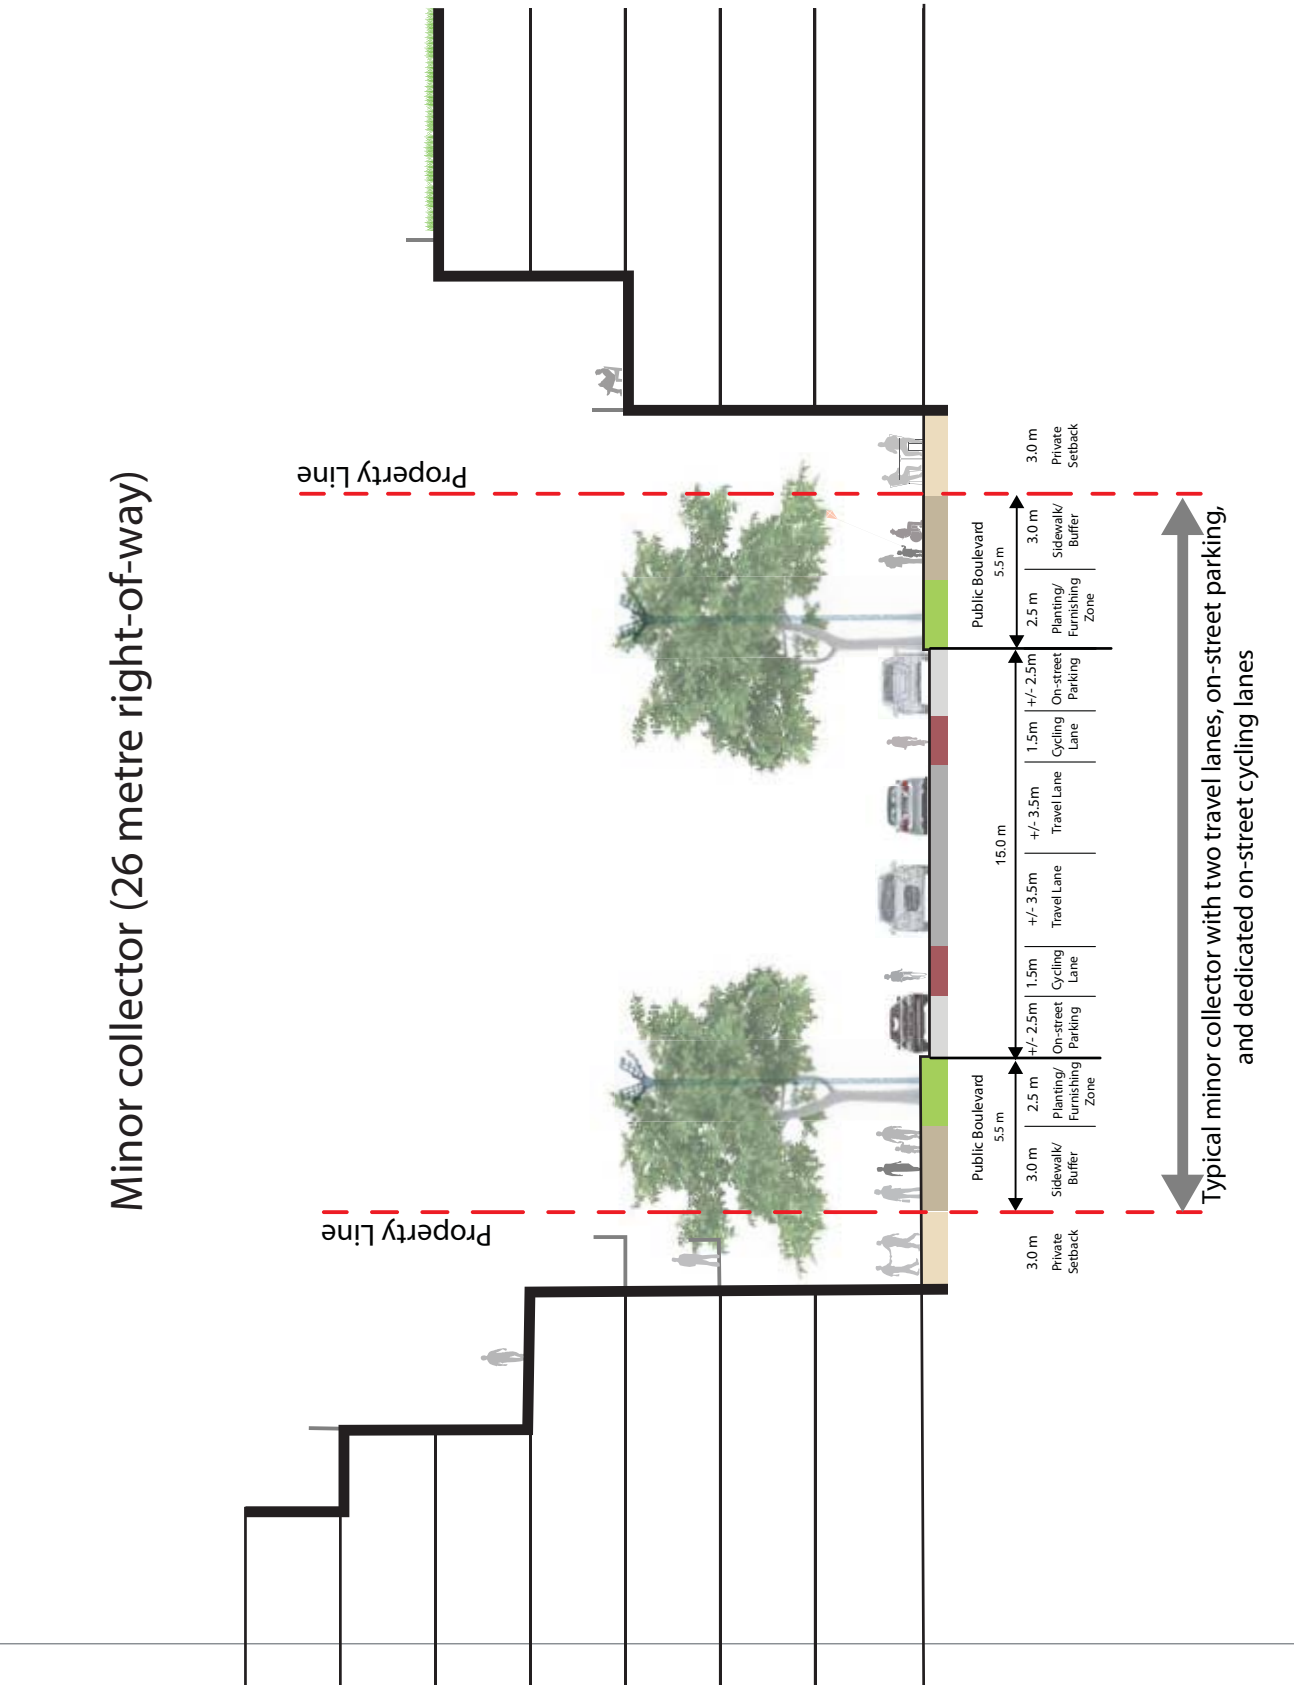 Minor collector (26 metre right-of-way)
Property Line
Property Line
Public Boulevard
5.5 m
15.0 m
Public Boulevard
5.5 m
3.0 m
Private
Setback
3.0 m
Sidewalk/
Buffer
2.5 m
Planting/
Furnishing
Zone
+/- 2.5m
On-street
Parking
1.5m
Cycling
Lane
+/- 3.5m
Travel Lane
+/- 3.5m
Travel Lane
1.5m
Cycling
Lane
+/- 2.5m
On-street
Parking
2.5 m
Planting/
Furnishing
Zone
3.0 m
Sidewalk/
Buffer
3.0 m
Private
Setback
Typical minor collector with two travel lanes, on-street parking,
and dedicated on-street cycling lanes